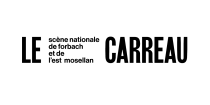 LE
scène nationale
de forbach
et de
l'est mosellan
CARREAU